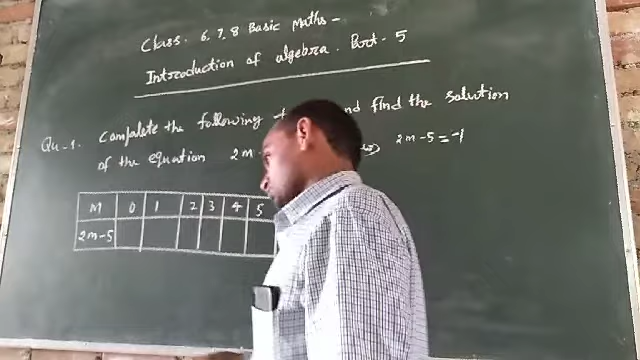 Class. 6, 7, 8 Basic Maths -
Introduction of algebra. Part - 5
Qu-1. Complete the following and find the solution
of the equation 2m 2m-5=-1
M 0 1 2 3 4 5
2m-5